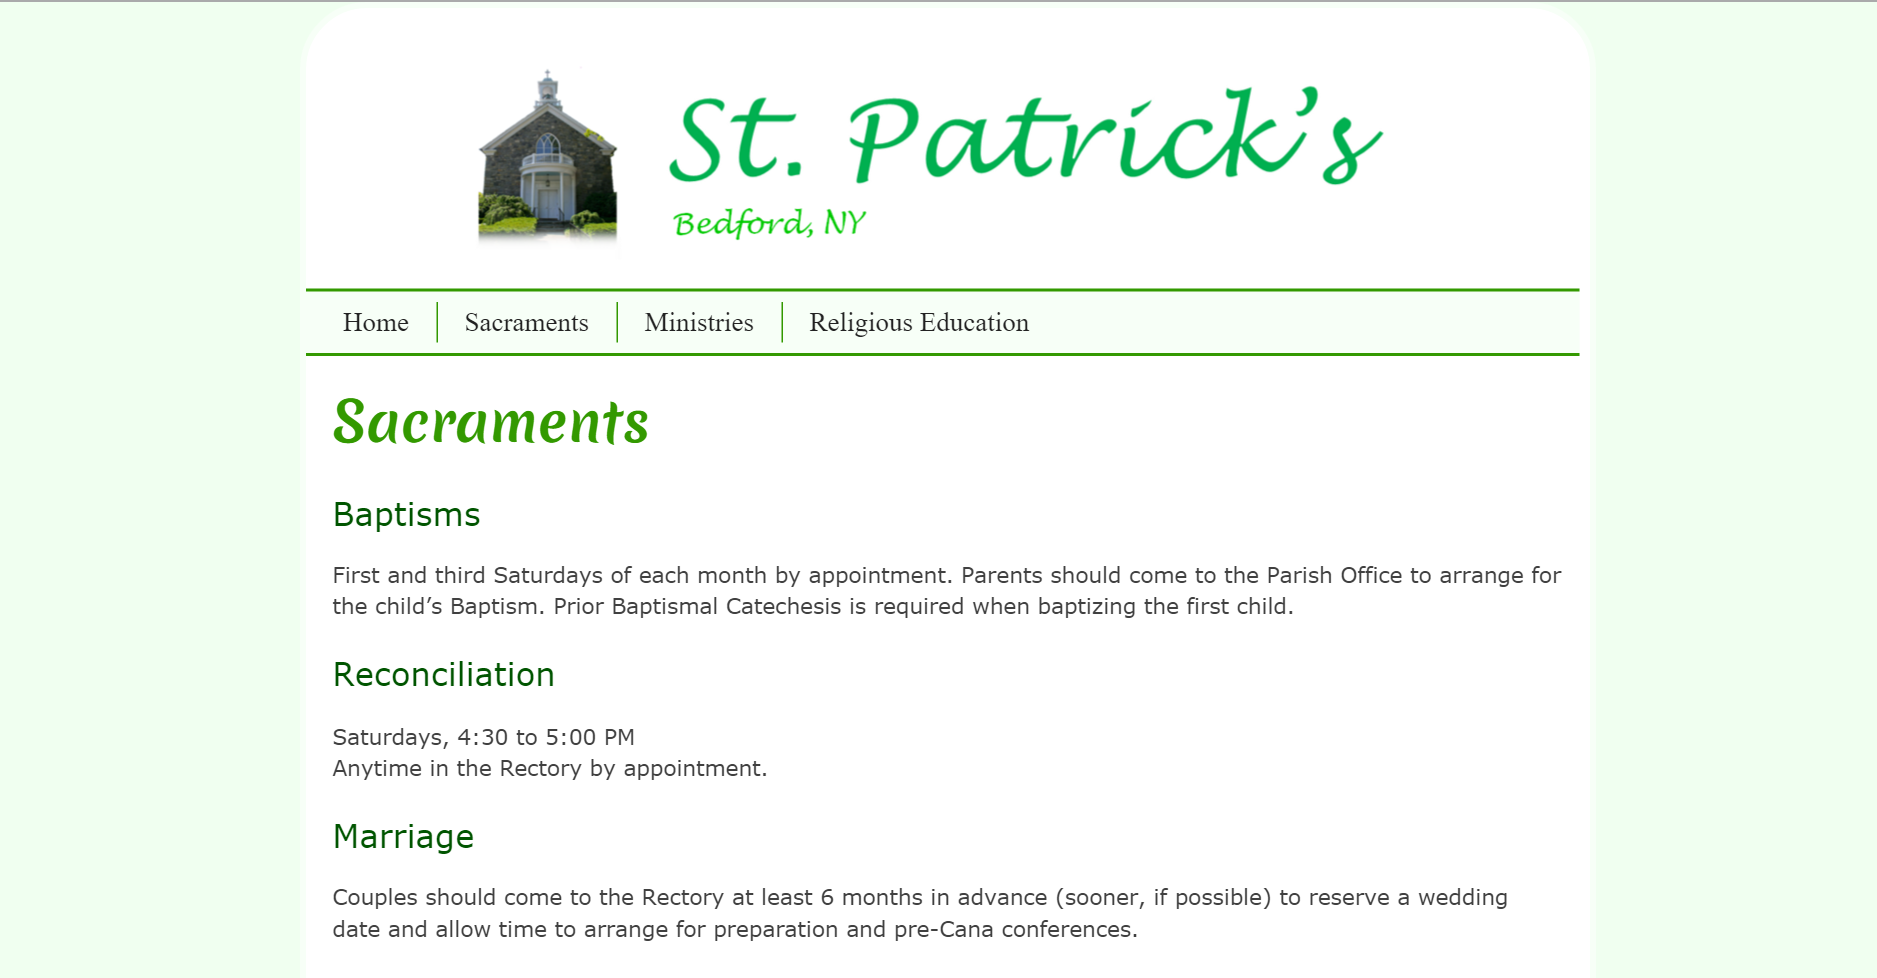 St. Patrick’s
Bedford, NY
Home
Sacraments
Ministries
Religious Education
Sacraments
Baptisms
First and third Saturdays of each month by appointment. Parents should come to the Parish Office to arrange for
the child’s Baptism. Prior Baptismal Catechesis is required when baptizing the first child.
Reconciliation
Saturdays, 4:30 to 5:00 PM
Anytime in the Rectory by appointment.
Marriage
Couples should come to the Rectory at least 6 months in advance (sooner, if possible) to reserve a wedding
date and allow time to arrange for preparation and pre-Cana conferences.